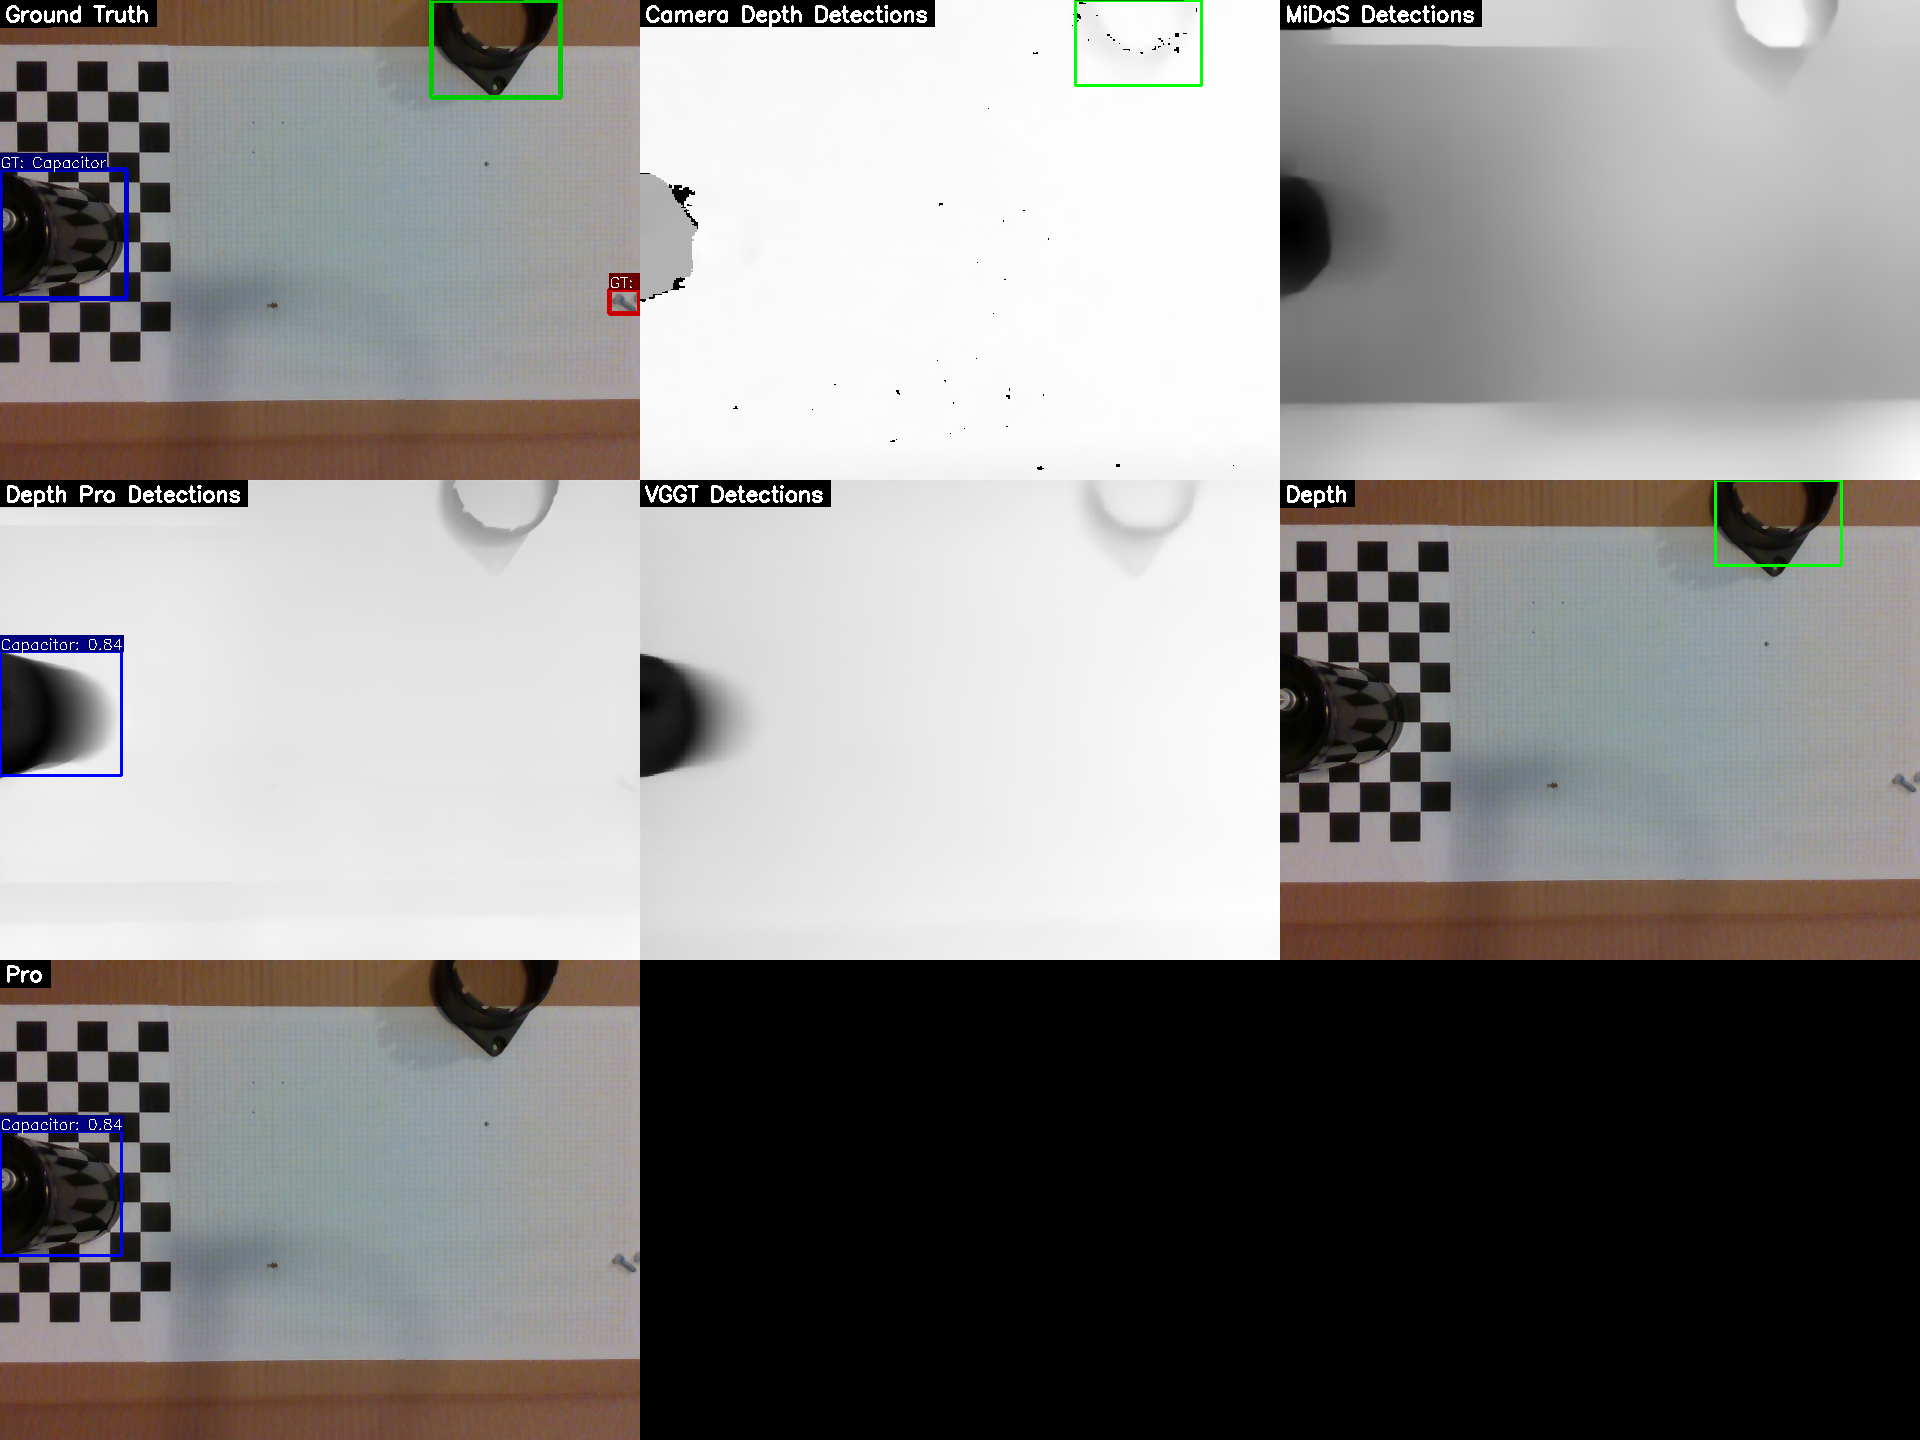 Ground Truth
Camera Depth Detections
MiDaS Detections
GT: Capacitor
GT:
Depth Pro Detections
VGGT Detections
Depth
Capacitor: 0.84
Pro
Capacitor: 0.84